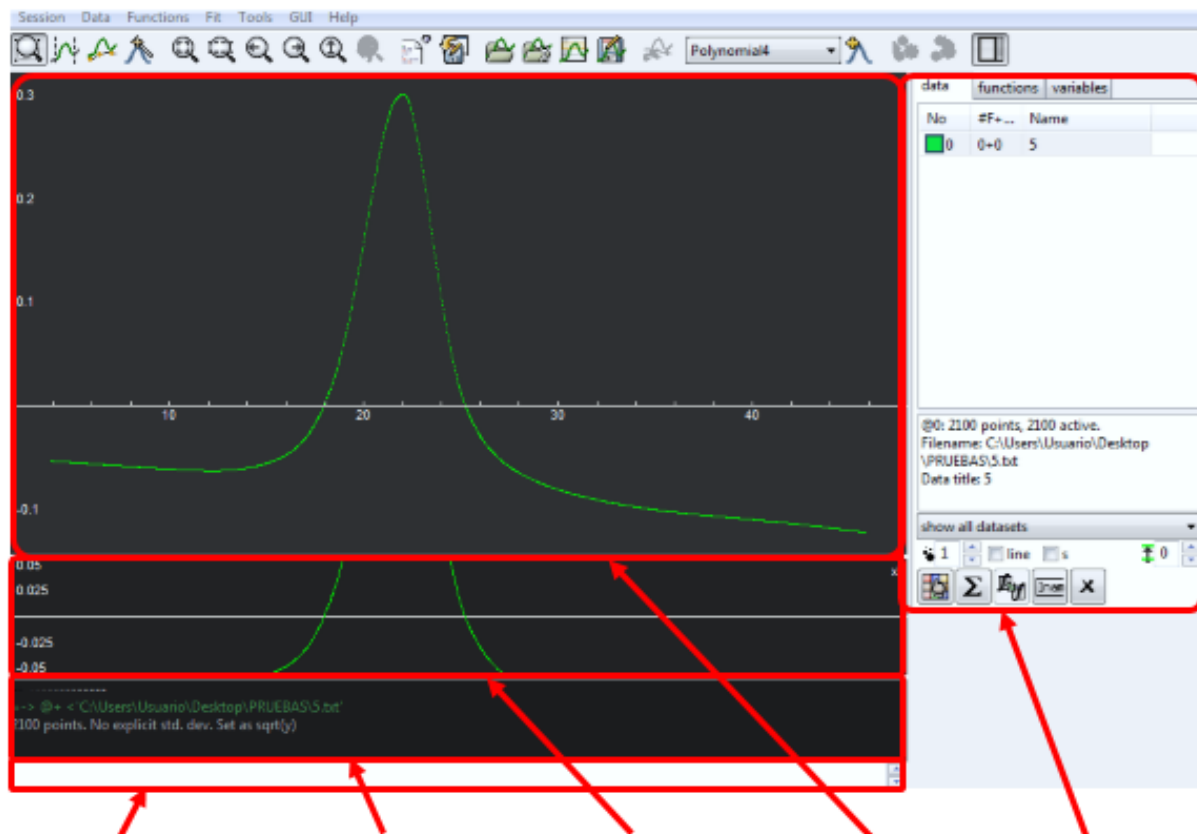 Session Data Functions Fit Tools GUI Help
Polynomial4
0.3
0.2
0.1
10 20 30 40
-0.1
data functions variables
No #F+... Name
0 0+0 5
@0: 2100 points, 2100 active.
Filename: C:\Users\Usuario\Desktop
\PRUEBAS\5.txt
Data title: 5
show all datasets
1 line s 0
x
0.05
0.025
-0.025
-0.05
=-> @+ <'C:\Users\Usuario\Desktop\PRUEBAS\5.txt'
2100 points. No explicit std. dev. Set as sqrt(y)